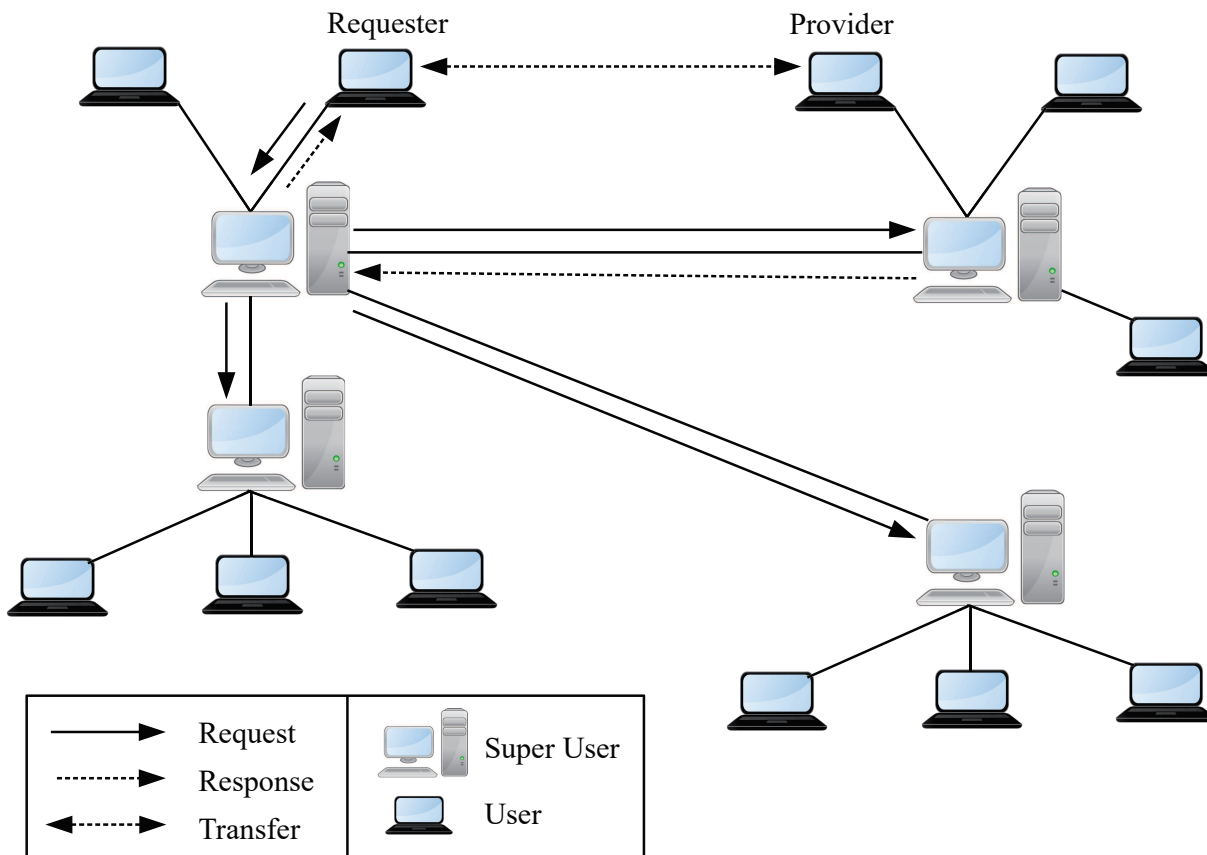 Requester
Provider
Request
Response
Transfer
Super User
User